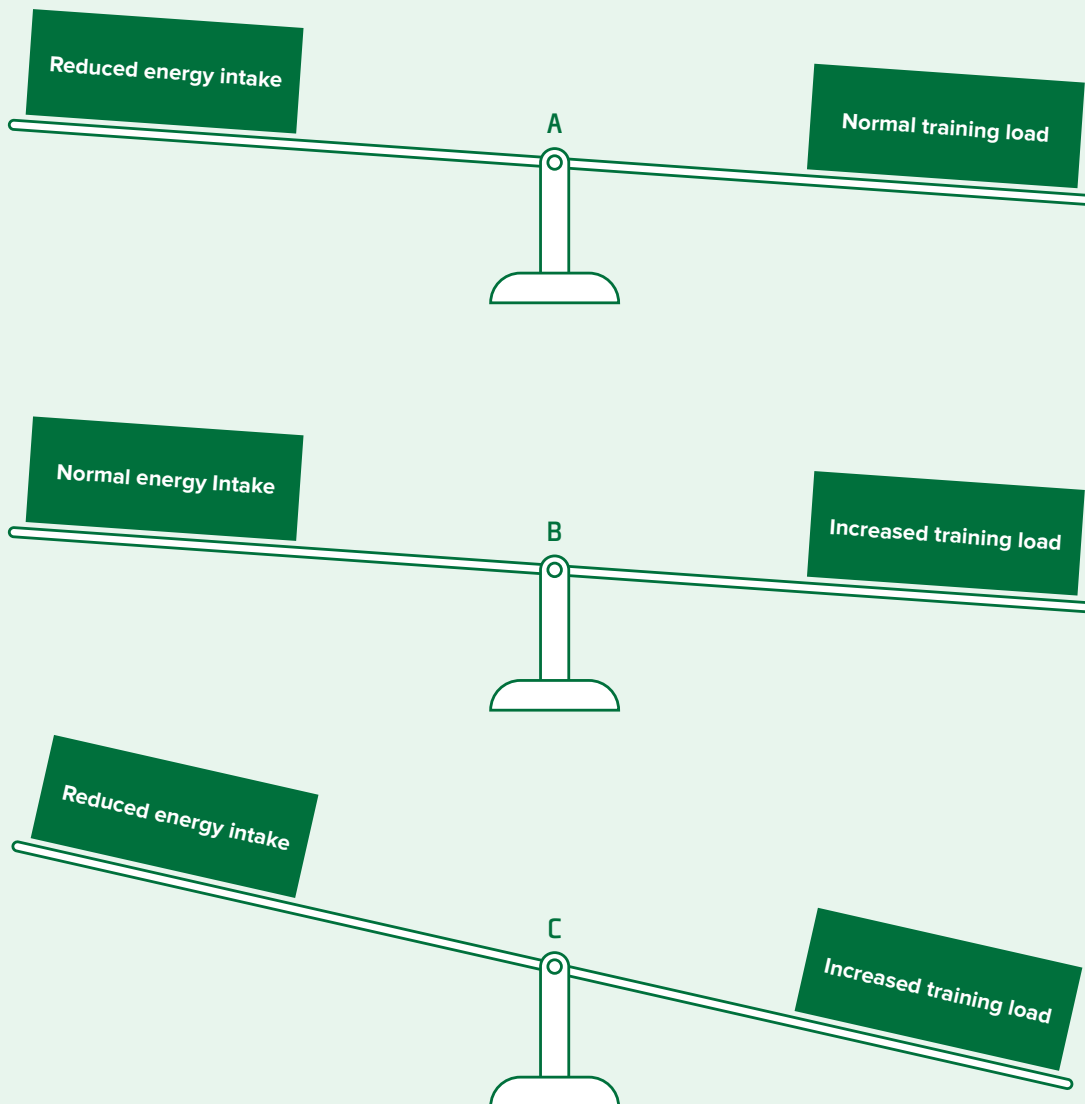 Reduced energy intake
A
Normal training load
Normal energy Intake
B
Increased training load
Reduced energy intake
C
Increased training load